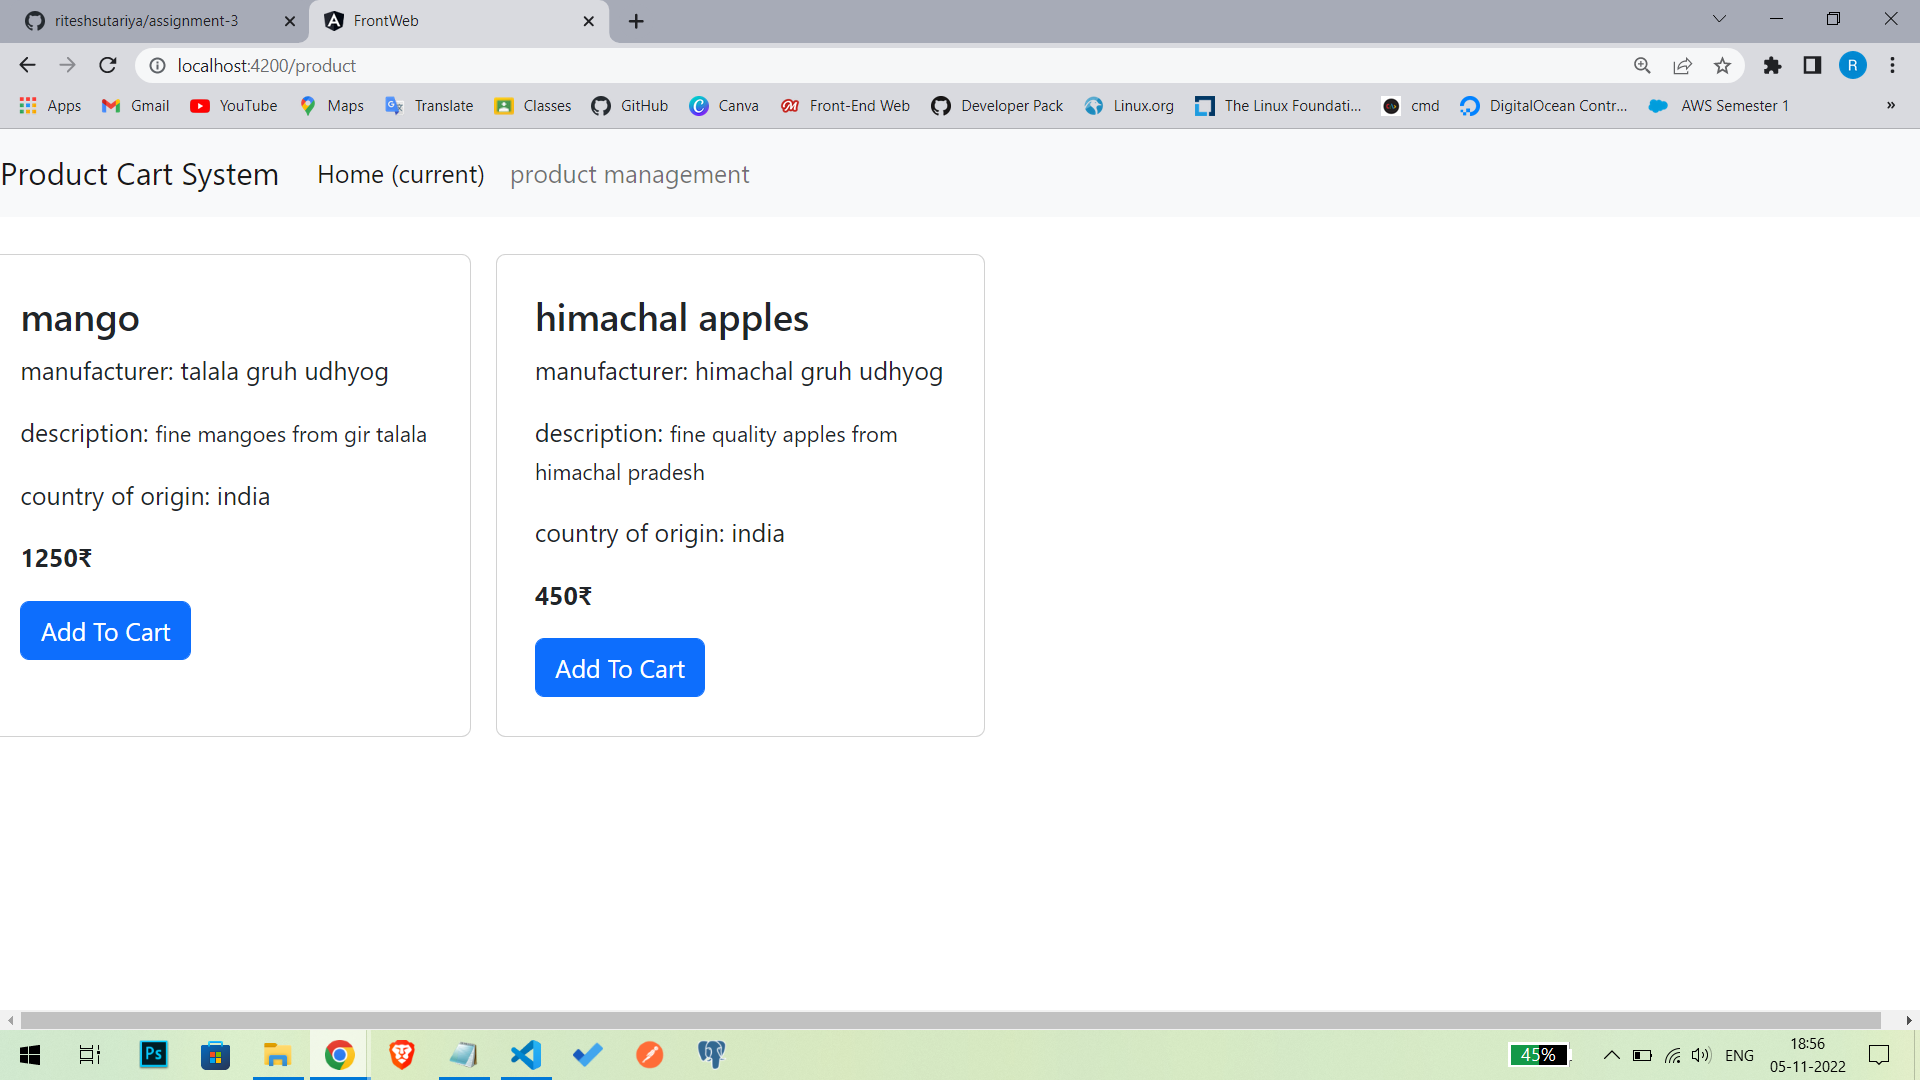 riteshsutariya/assignment-3
FrontWeb
localhost:4200/product
R
Apps
Gmail
YouTube
Maps
Translate
Classes
GitHub
Canva
Front-End Web
Developer Pack
Linux.org
The Linux Foundati...
cmd
DigitalOcean Contr...
AWS Semester 1
»
Product Cart System
Home (current)
product management
mango
manufacturer: talala gruh udhyog
description: fine mangoes from gir talala
country of origin: india
1250₹
Add To Cart
himachal apples
manufacturer: himachal gruh udhyog
description: fine quality apples from
himachal pradesh
country of origin: india
450₹
Add To Cart
Ps
45%
ENG
18:56
05-11-2022